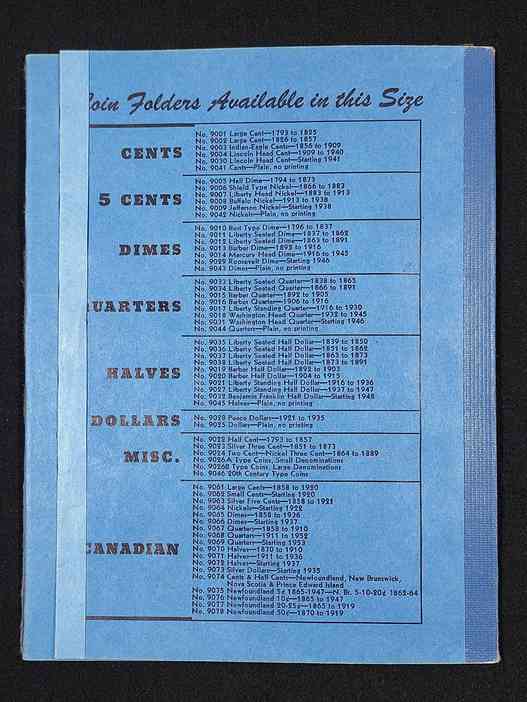 Coin Folders Available in this Size
CENTS
No. 9001 Large Cent—1793 to 1825
No. 9002 Large Cent—1826 to 1857
No. 9003 Indian-Eagle Cents—1856 to 1909
No. 9004 Lincoln Head Cent—1909 to 1940
No. 9030 Lincoln Head Cent—Starting 1941
No. 9041 Cents—Plain, no printing
5 CENTS
No. 9005 Half Dime—1794 to 1873
No. 9006 Shield Type Nickel—1866 to 1883
No. 9007 Liberty Head Nickel—1883 to 1913
No. 9008 Buffalo Nickel—1913 to 1938
No. 9009 Jefferson Nickel—Starting 1938
No. 9042 Nickels—Plain, no printing
DIMES
No. 9010 Bust Type Dime—1796 to 1837
No. 9011 Liberty Seated Dime—1837 to 1862
No. 9012 Liberty Seated Dime—1863 to 1891
No. 9013 Barber Dime—1892 to 1916
No. 9014 Mercury Head Dime—1916 to 1945
No. 9029 Roosevelt Dime—Starting 1946
No. 9043 Dimes—Plain, no printing
UARTERS
No. 9033 Liberty Seated Quarter—1838 to 1865
No. 9034 Liberty Seated Quarter—1866 to 1891
No. 9015 Barber Quarter—1892 to 1905
No. 9016 Barber Quarter—1906 to 1916
No. 9017 Liberty Standing Quarter—1916 to 1930
No. 9018 Washington Head Quarter—1932 to 1945
No. 9031 Washington Head Quarter—Starting 1946
No. 9044 Quarters—Plain, no printing
HALVES
No. 9035 Liberty Seated Half Dollar—1839 to 1850
No. 9036 Liberty Seated Half Dollar—1851 to 1862
No. 9037 Liberty Seated Half Dollar—1863 to 1873
No. 9038 Liberty Seated Half Dollar—1873 to 1891
No. 9019 Barber Half Dollar—1892 to 1903
No. 9020 Barber Half Dollar—1904 to 1915
No. 9021 Liberty Standing Half Dollar—1916 to 1936
No. 9027 Liberty Standing Half Dollar—1937 to 1947
No. 9032 Benjamin Franklin Half Dollar—Starting 1948
No. 9045 Halves—Plain, no printing
DOLLARS
No. 9028 Peace Dollars—1921 to 1935
No. 9025 Dollars—Plain, no printing
MISC.
No. 9022 Half Cent—1793 to 1857
No. 9023 Silver Three Cent—1851 to 1873
No. 9024 Two Cent—Nickel Three Cent—1864 to 1889
No. 9026A Type Coins, Small Denominations
No. 9026B Type Coins, Large Denominations
No. 9046 20th Century Type Coins
CANADIAN
No. 9061 Large Cents—1858 to 1920
No. 9062 Small Cents—Starting 1920
No. 9063 Silver Five Cents—1858 to 1921
No. 9064 Nickels—Starting 1922
No. 9065 Dimes—1858 to 1936
No. 9066 Dimes—Starting 1937
No. 9067 Quarters—1858 to 1910
No. 9068 Quarters—1911 to 1952
No. 9069 Quarters—Starting 1953
No. 9070 Halves—1870 to 1910
No. 9071 Halves—1911 to 1936
No. 9072 Halves—Starting 1937
No. 9073 Silver Dollars—Starting 1935
No. 9074 Cents & Half Cents—Newfoundland, New Brunswick,
Nova Scotia & Prince Edward Island
No. 9075 Newfoundland 5¢ 1865-1947—N. Br. 5-10-20¢ 1862-64
No. 9076 Newfoundland 10¢—1865 to 1947
No. 9077 Newfoundland 20-25¢—1865 to 1919
No. 9078 Newfoundland 50¢—1870 to 1919